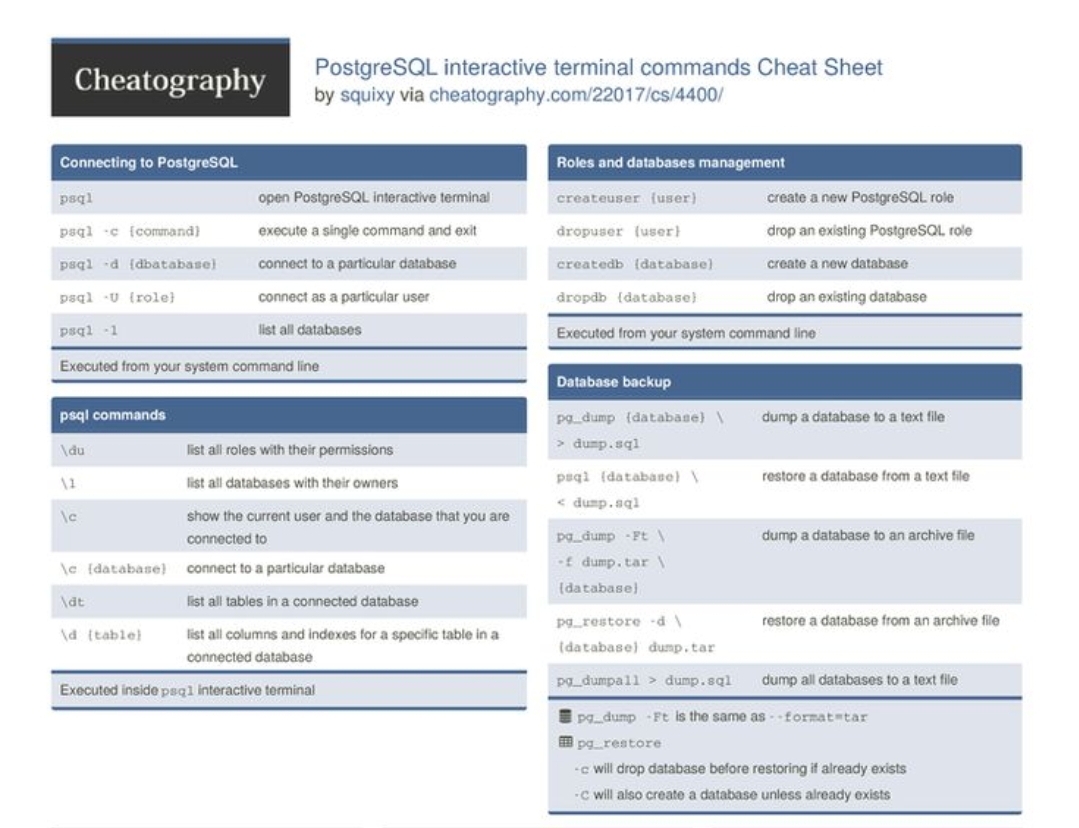 Cheatography
PostgreSQL interactive terminal commands Cheat Sheet
by squixy via cheatography.com/22017/cs/4400/
Connecting to PostgreSQL
psql open PostgreSQL interactive terminal
psql -c {command} execute a single command and exit
psql -d {dbatabase} connect to a particular database
psql -U {role} connect as a particular user
psql -l list all databases
Executed from your system command line
psql commands
\du list all roles with their permissions
\l list all databases with their owners
\c show the current user and the database that you are
connected to
\c {database} connect to a particular database
\dt list all tables in a connected database
\d {table} list all columns and indexes for a specific table in a
connected database
Executed inside psql interactive terminal
Roles and databases management
createuser {user} create a new PostgreSQL role
dropuser {user} drop an existing PostgreSQL role
createdb {database} create a new database
dropdb {database} drop an existing database
Executed from your system command line
Database backup
pg_dump {database} \ dump a database to a text file
> dump.sql
psql {database} \ restore a database from a text file
< dump.sql
pg_dump -Ft \ dump a database to an archive file
-f dump.tar \
{database}
pg_restore -d \ restore a database from an archive file
{database} dump.tar
pg_dumpall > dump.sql dump all databases to a text file
pg_dump -Ft is the same as --format=tar
pg_restore
-c will drop database before restoring if already exists
-C will also create a database unless already exists